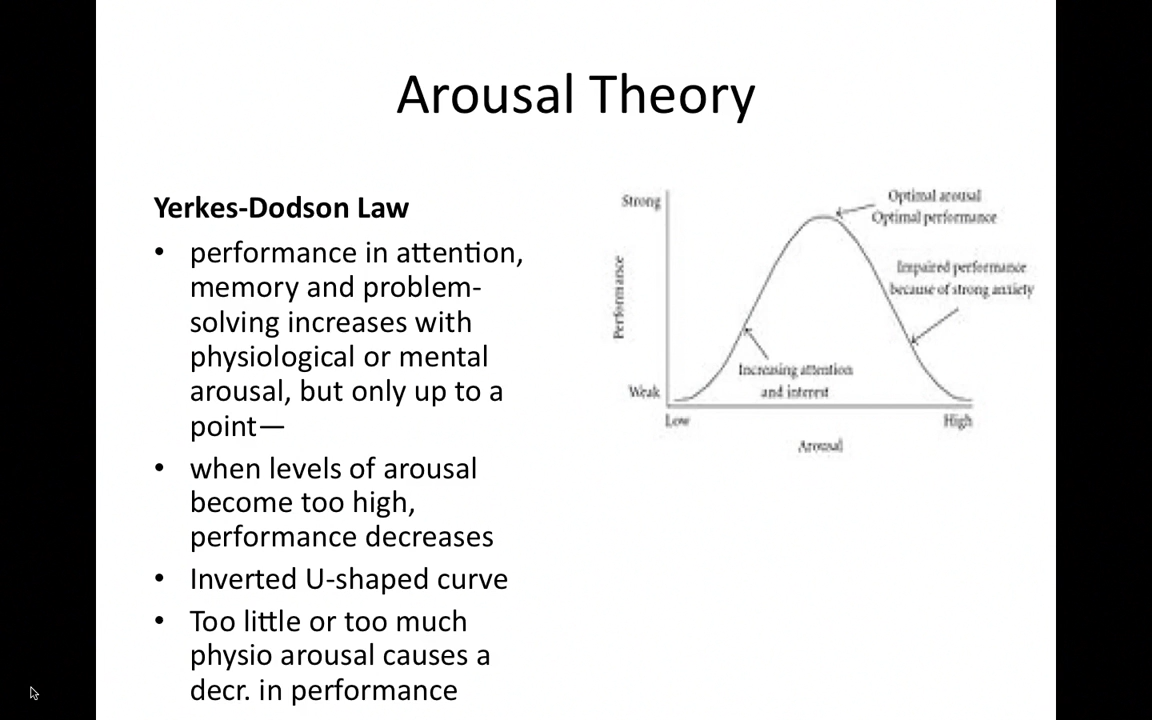 Arousal Theory
Yerkes-Dodson Law
• performance in attention,
memory and problem-
solving increases with
physiological or mental
arousal, but only up to a
point—
• when levels of arousal
become too high,
performance decreases
• Inverted U-shaped curve
• Too little or too much
physio arousal causes a
decr. in performance
Strong
Performance
Weak
Low
High
Arousal
Optimal arousal
Optimal performance
Impaired performance
because of strong anxiety
Increasing attention
and interest